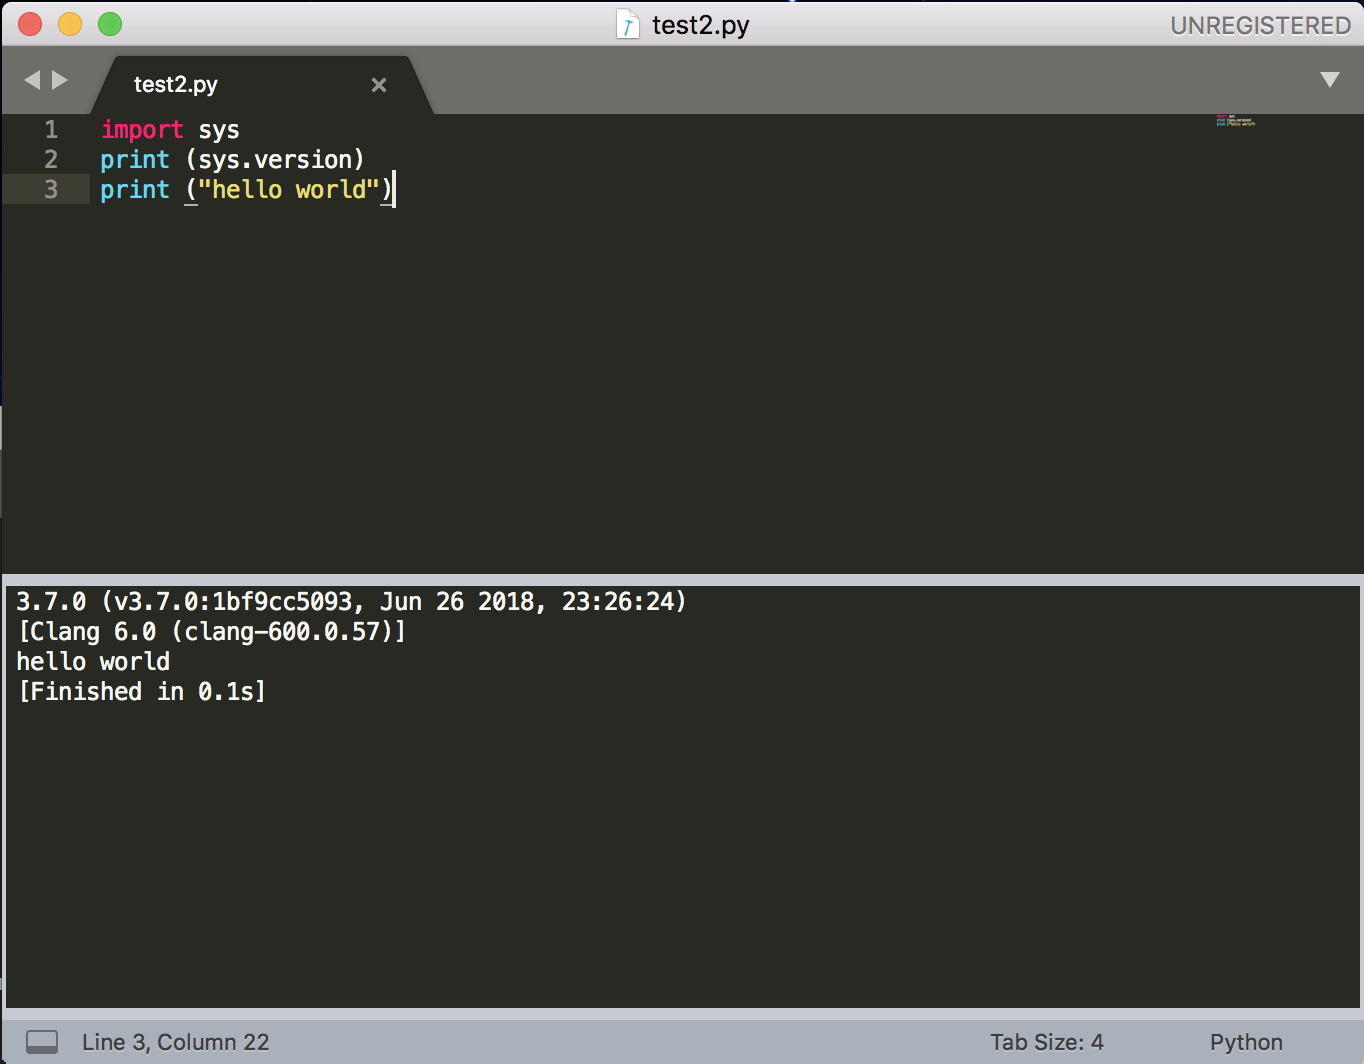 test2.py
UNREGISTERED
test2.py
1 import sys
2 print (sys.version)
3 print ("hello world")
3.7.0 (v3.7.0:1bf9cc5093, Jun 26 2018, 23:26:24)
[Clang 6.0 (clang-600.0.57)]
hello world
[Finished in 0.1s]
Line 3, Column 22
Tab Size: 4
Python